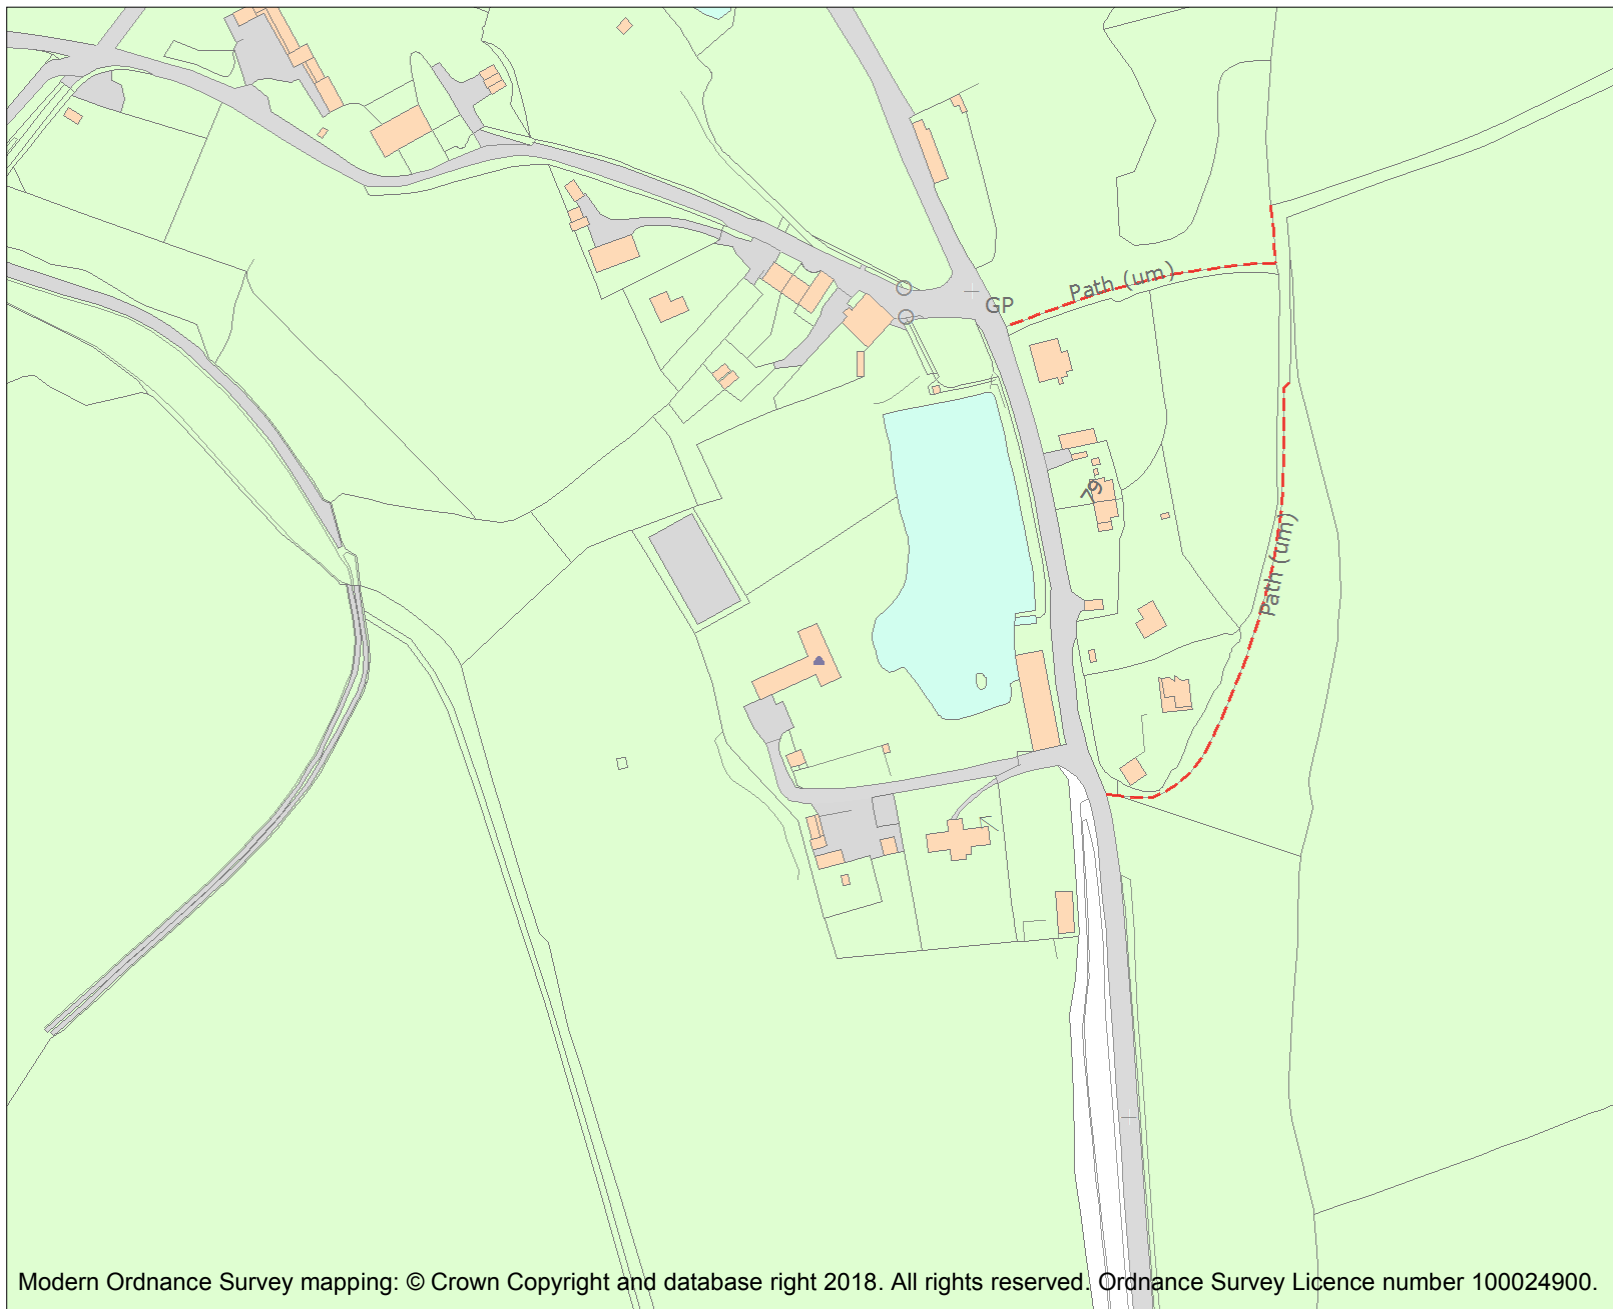 Path (um)
GP
79
Path (um)
Modern Ordnance Survey mapping: © Crown Copyright and database right 2018. All rights reserved. Ordnance Survey Licence number 100024900.